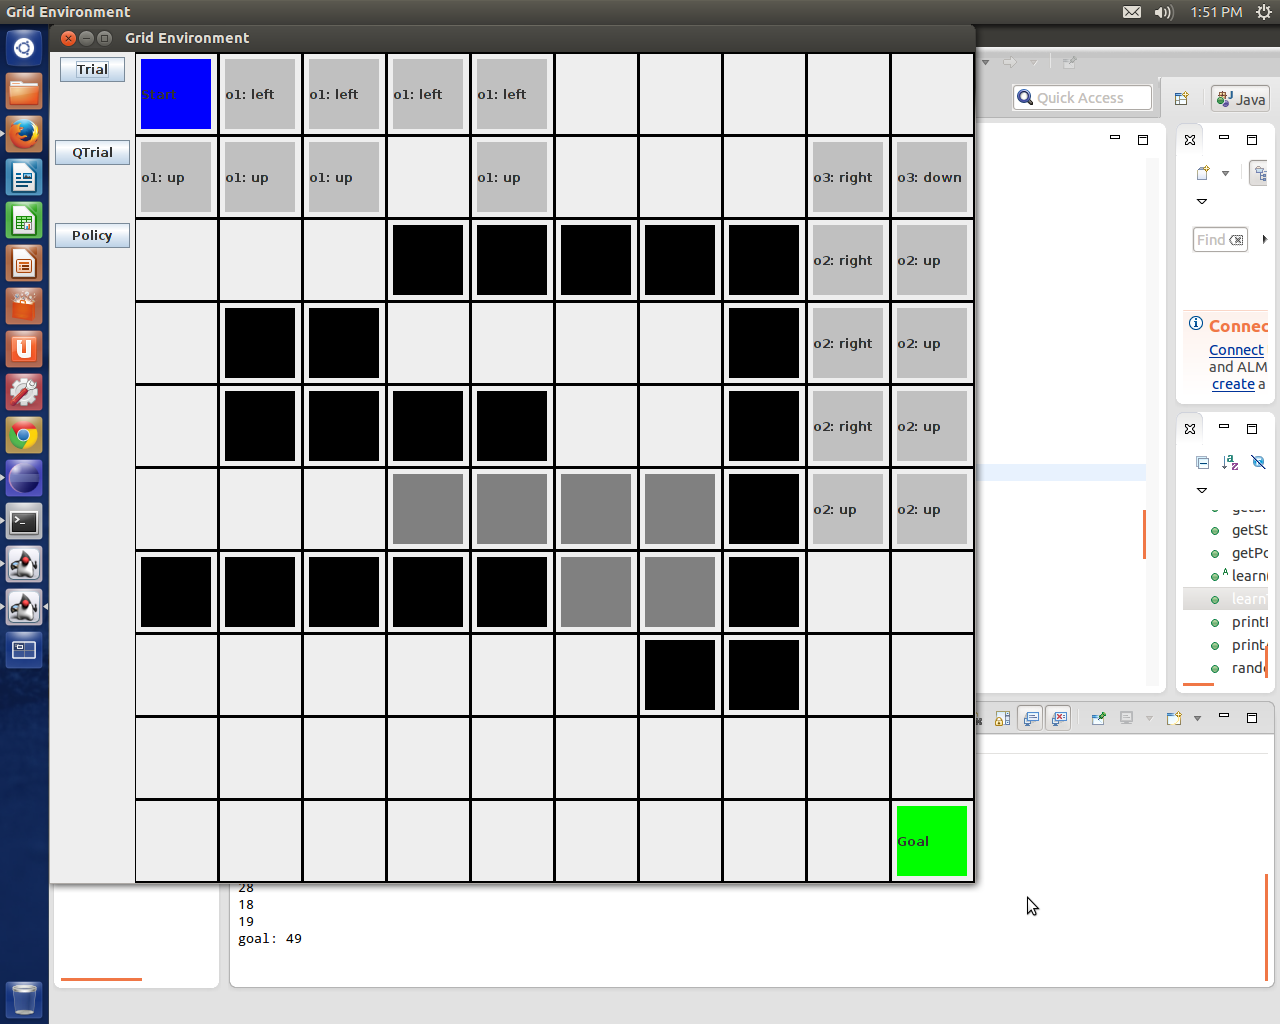 Grid Environment
1:51 PM
Grid Environment
Trial
Start
o1: left
o1: left
o1: left
o1: left
Quick Access
Java
QTrial
o1: up
o1: up
o1: up
o1: up
o3: right
o3: down
Policy
o2: right
o2: up
Find
o2: right
o2: up
Connec
Connect
and ALM
create a
o2: right
o2: up
o2: up
o2: up
getSt
getPo
learn(
learn
printF
print
rando
Goal
28
18
19
goal: 49